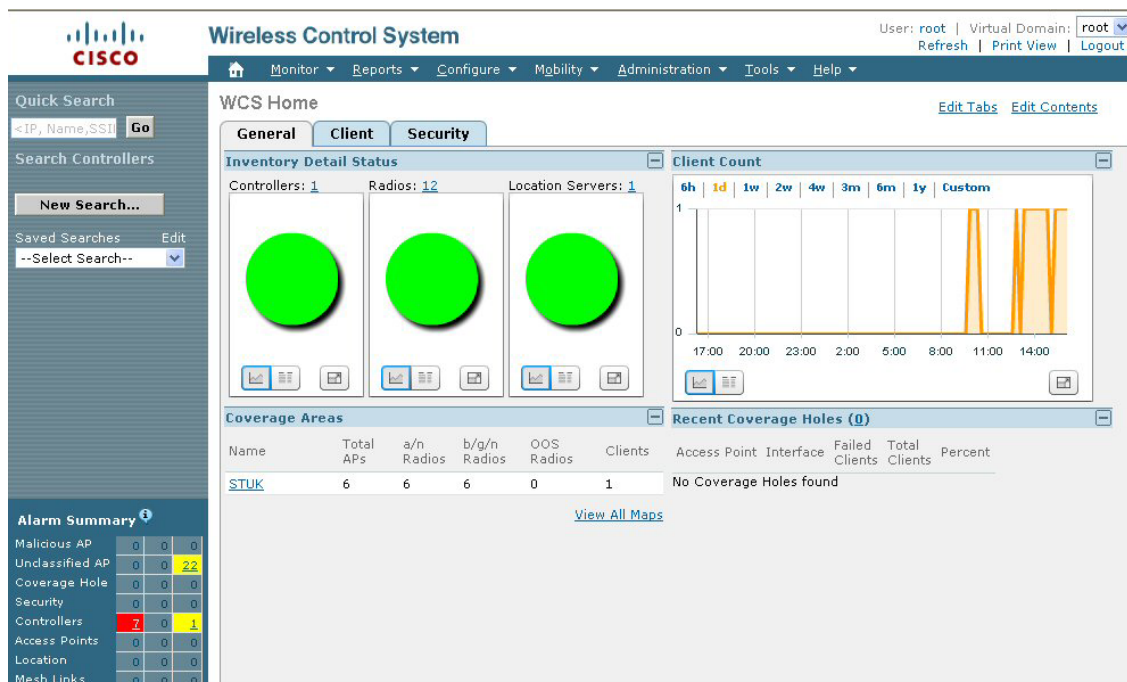 CISCO
Wireless Control System
User: root | Virtual Domain: root
Refresh | Print View | Logout
Monitor Reports Configure Mobility Administration Tools Help
Quick Search
<IP, Name,SSI
Go
Search Controllers
New Search...
Saved Searches Edit
--Select Search--
WCS Home
Edit Tabs Edit Contents
General Client Security
Inventory Detail Status
Controllers: 1 Radios: 12 Location Servers: 1
Client Count
6h | 1d | 1w | 2w | 4w | 3m | 6m | 1y | Custom
1
0
17:00 20:00 23:00 2:00 5:00 8:00 11:00 14:00
Coverage Areas
Name Total APs a/n Radios b/g/n Radios OOS Radios Clients
STUK 6 6 6 0 1
View All Maps
Recent Coverage Holes (0)
Access Point Interface Failed Clients Total Clients Percent
No Coverage Holes found
Alarm Summary
Malicious AP 0 0 0
Unclassified AP 0 0 22
Coverage Hole 0 0 0
Security 0 0 0
Controllers 7 0 1
Access Points 0 0 0
Location 0 0 0
Mesh Links 0 0 0